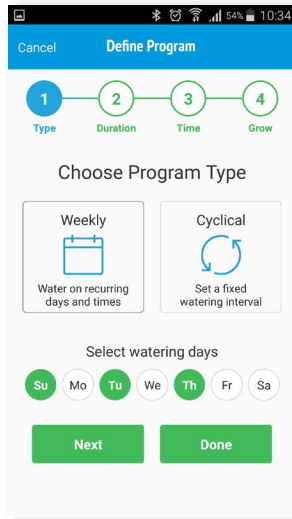 54% 10:34
Cancel Define Program
1 2 3 4
Type Duration Time Grow
Choose Program Type
Weekly Cyclical
Water on recurring Set a fixed
days and times watering interval
Select watering days
Su Mo Tu We Th Fr Sa
Next Done